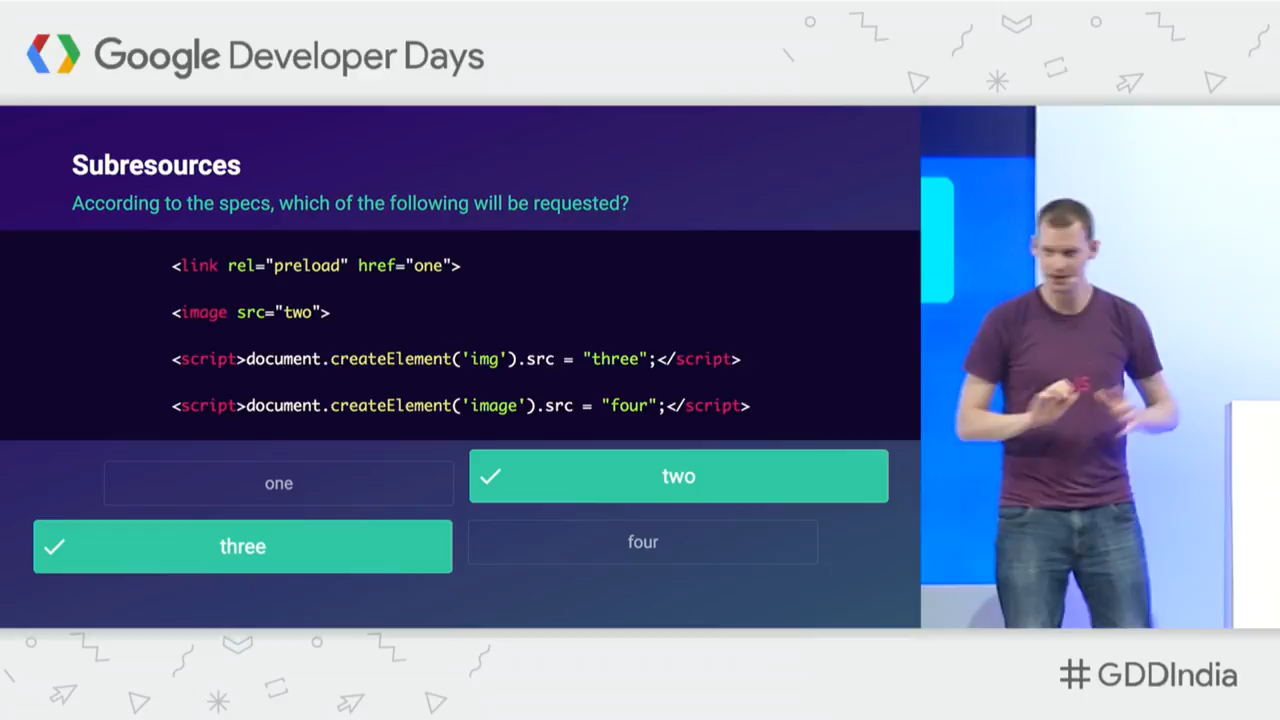 Google Developer Days
Subresources
According to the specs, which of the following will be requested?
<link rel="preload" href="one">
<image src="two">
<script>document.createElement('img').src = "three";</script>
<script>document.createElement('image').src = "four";</script>
one
two
three
four
JS
#GDDIndia